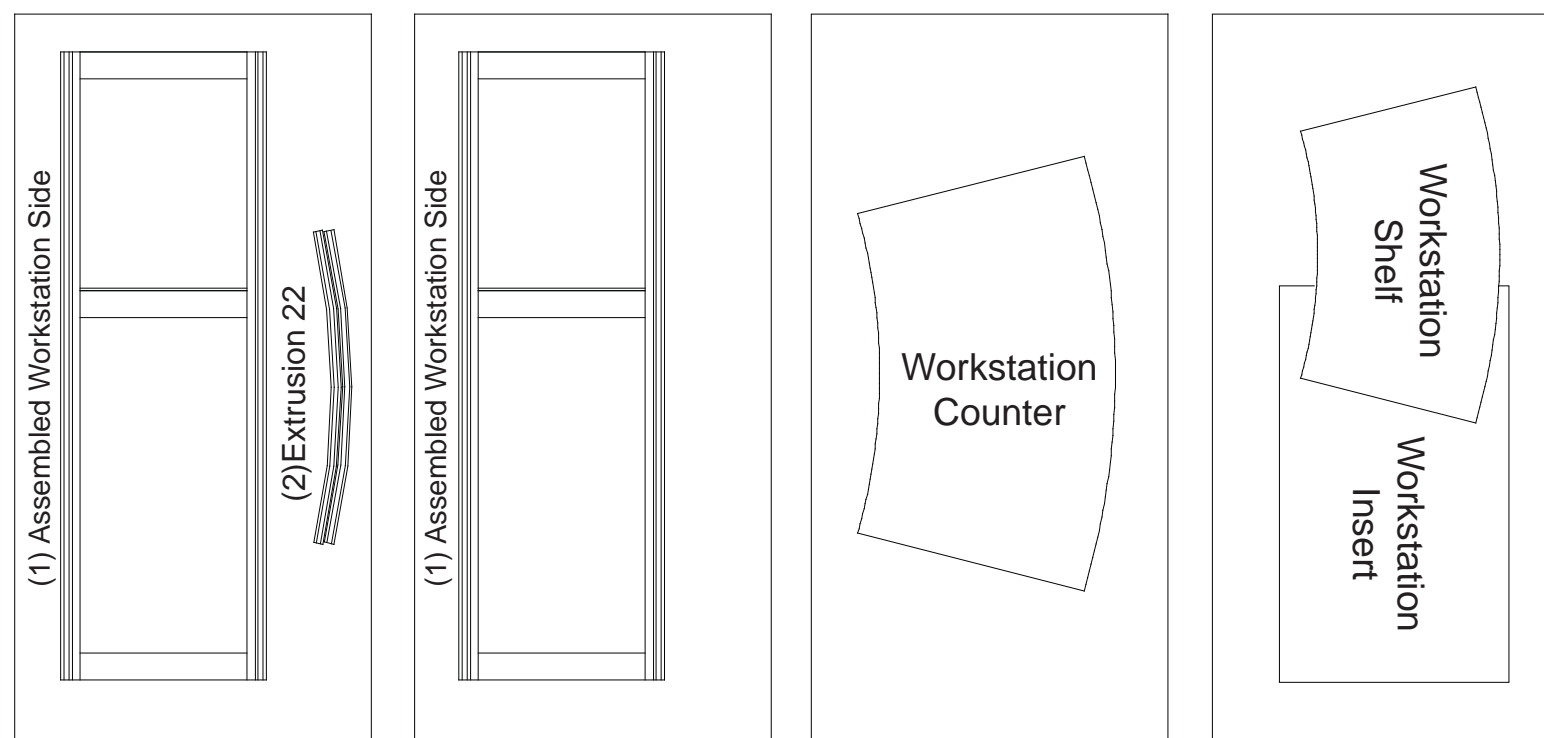 (1) Assembled Workstation Side
(2)Extrusion 22
(1) Assembled Workstation Side
Workstation
Counter
Workstation
Shelf
Workstation
Insert